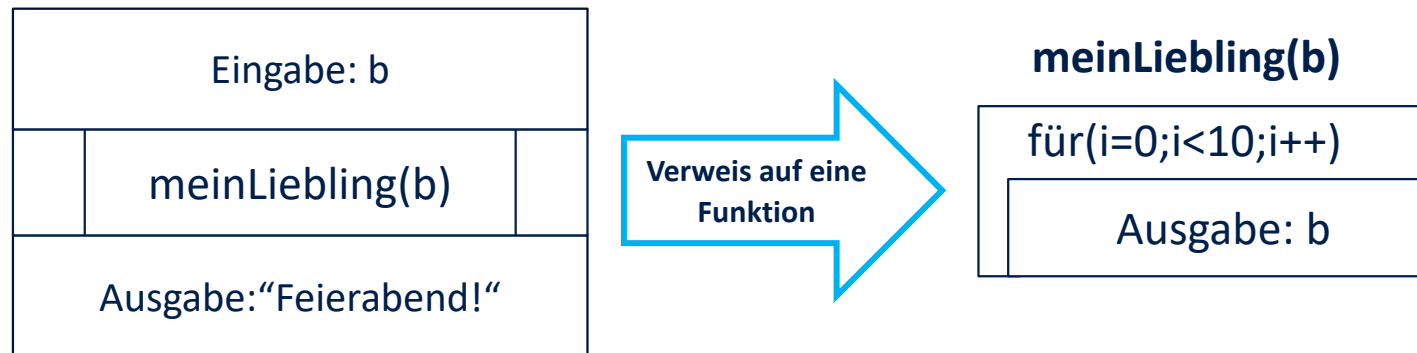 Eingabe: b
meinLiebling(b)
Ausgabe:“Feierabend!“
Verweis auf eine
Funktion
meinLiebling(b)
für(i=0;i<10;i++)
Ausgabe: b